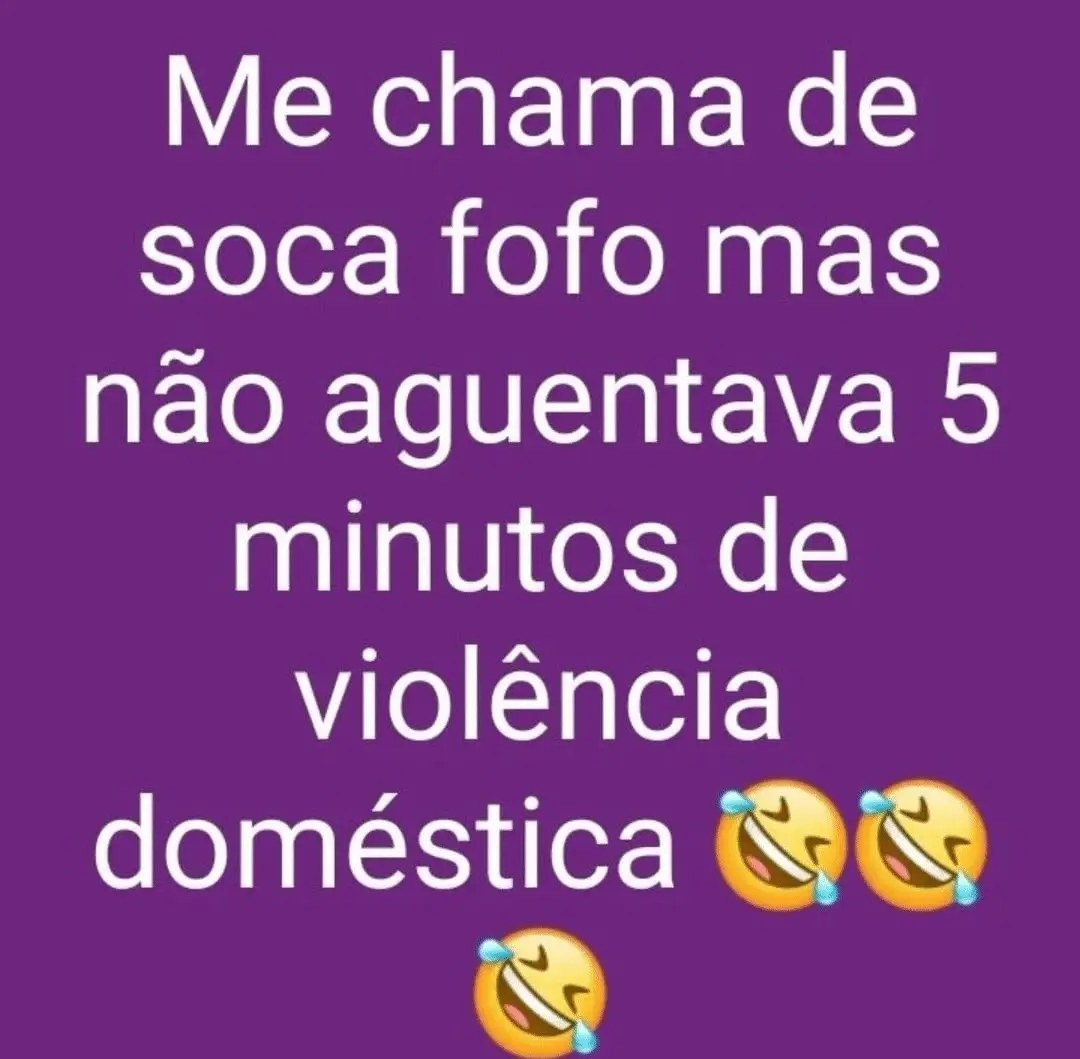 Me chama de
soca fofo mas
não aguentava 5
minutos de
violência
doméstica 🤣🤣
🤣